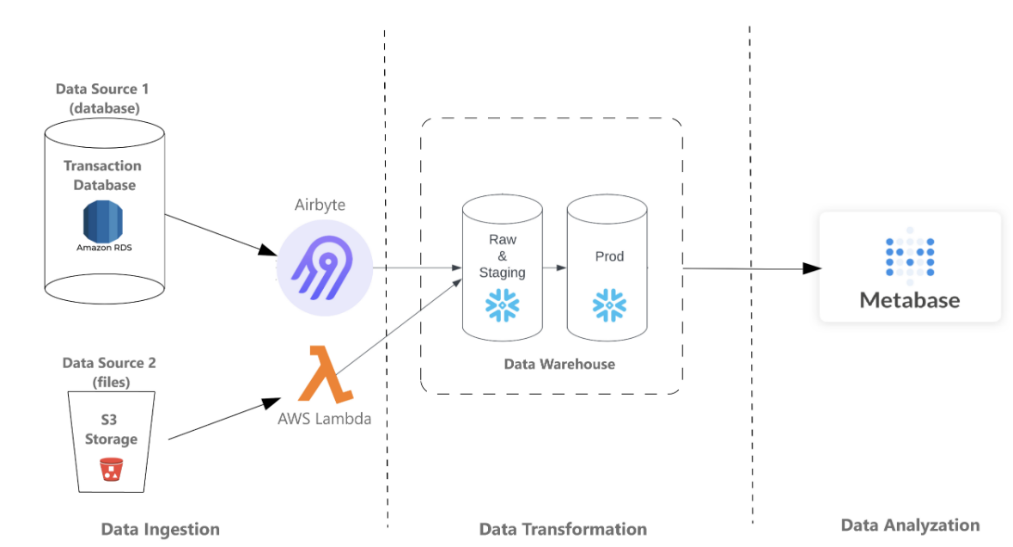 Data Source 1
(database)
Transaction
Database
Amazon RDS
Airbyte
Data Source 2
(files)
S3
Storage
AWS Lambda
Data Ingestion
Raw
&
Staging
Prod
Data Warehouse
Data Transformation
Metabase
Data Analyzation